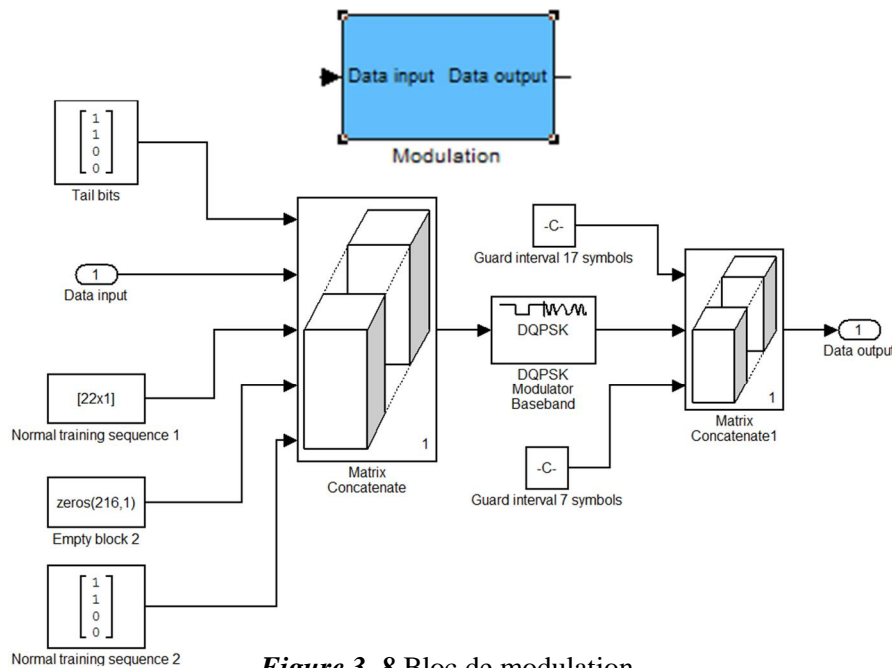 Data input Data output
Modulation
1
1
0
0
Tail bits
1
Data input
[22x1]
Normal training sequence 1
zeros(216,1)
Empty block 2
1
1
0
0
Normal training sequence 2
1
Matrix
Concatenate
-C-
Guard interval 17 symbols
DQPSK
DQPSK
Modulator
Baseband
-C-
Guard interval 7 symbols
1
Matrix
Concatenate1
1
Data output
Figure 3. 8 Bloc de modulation